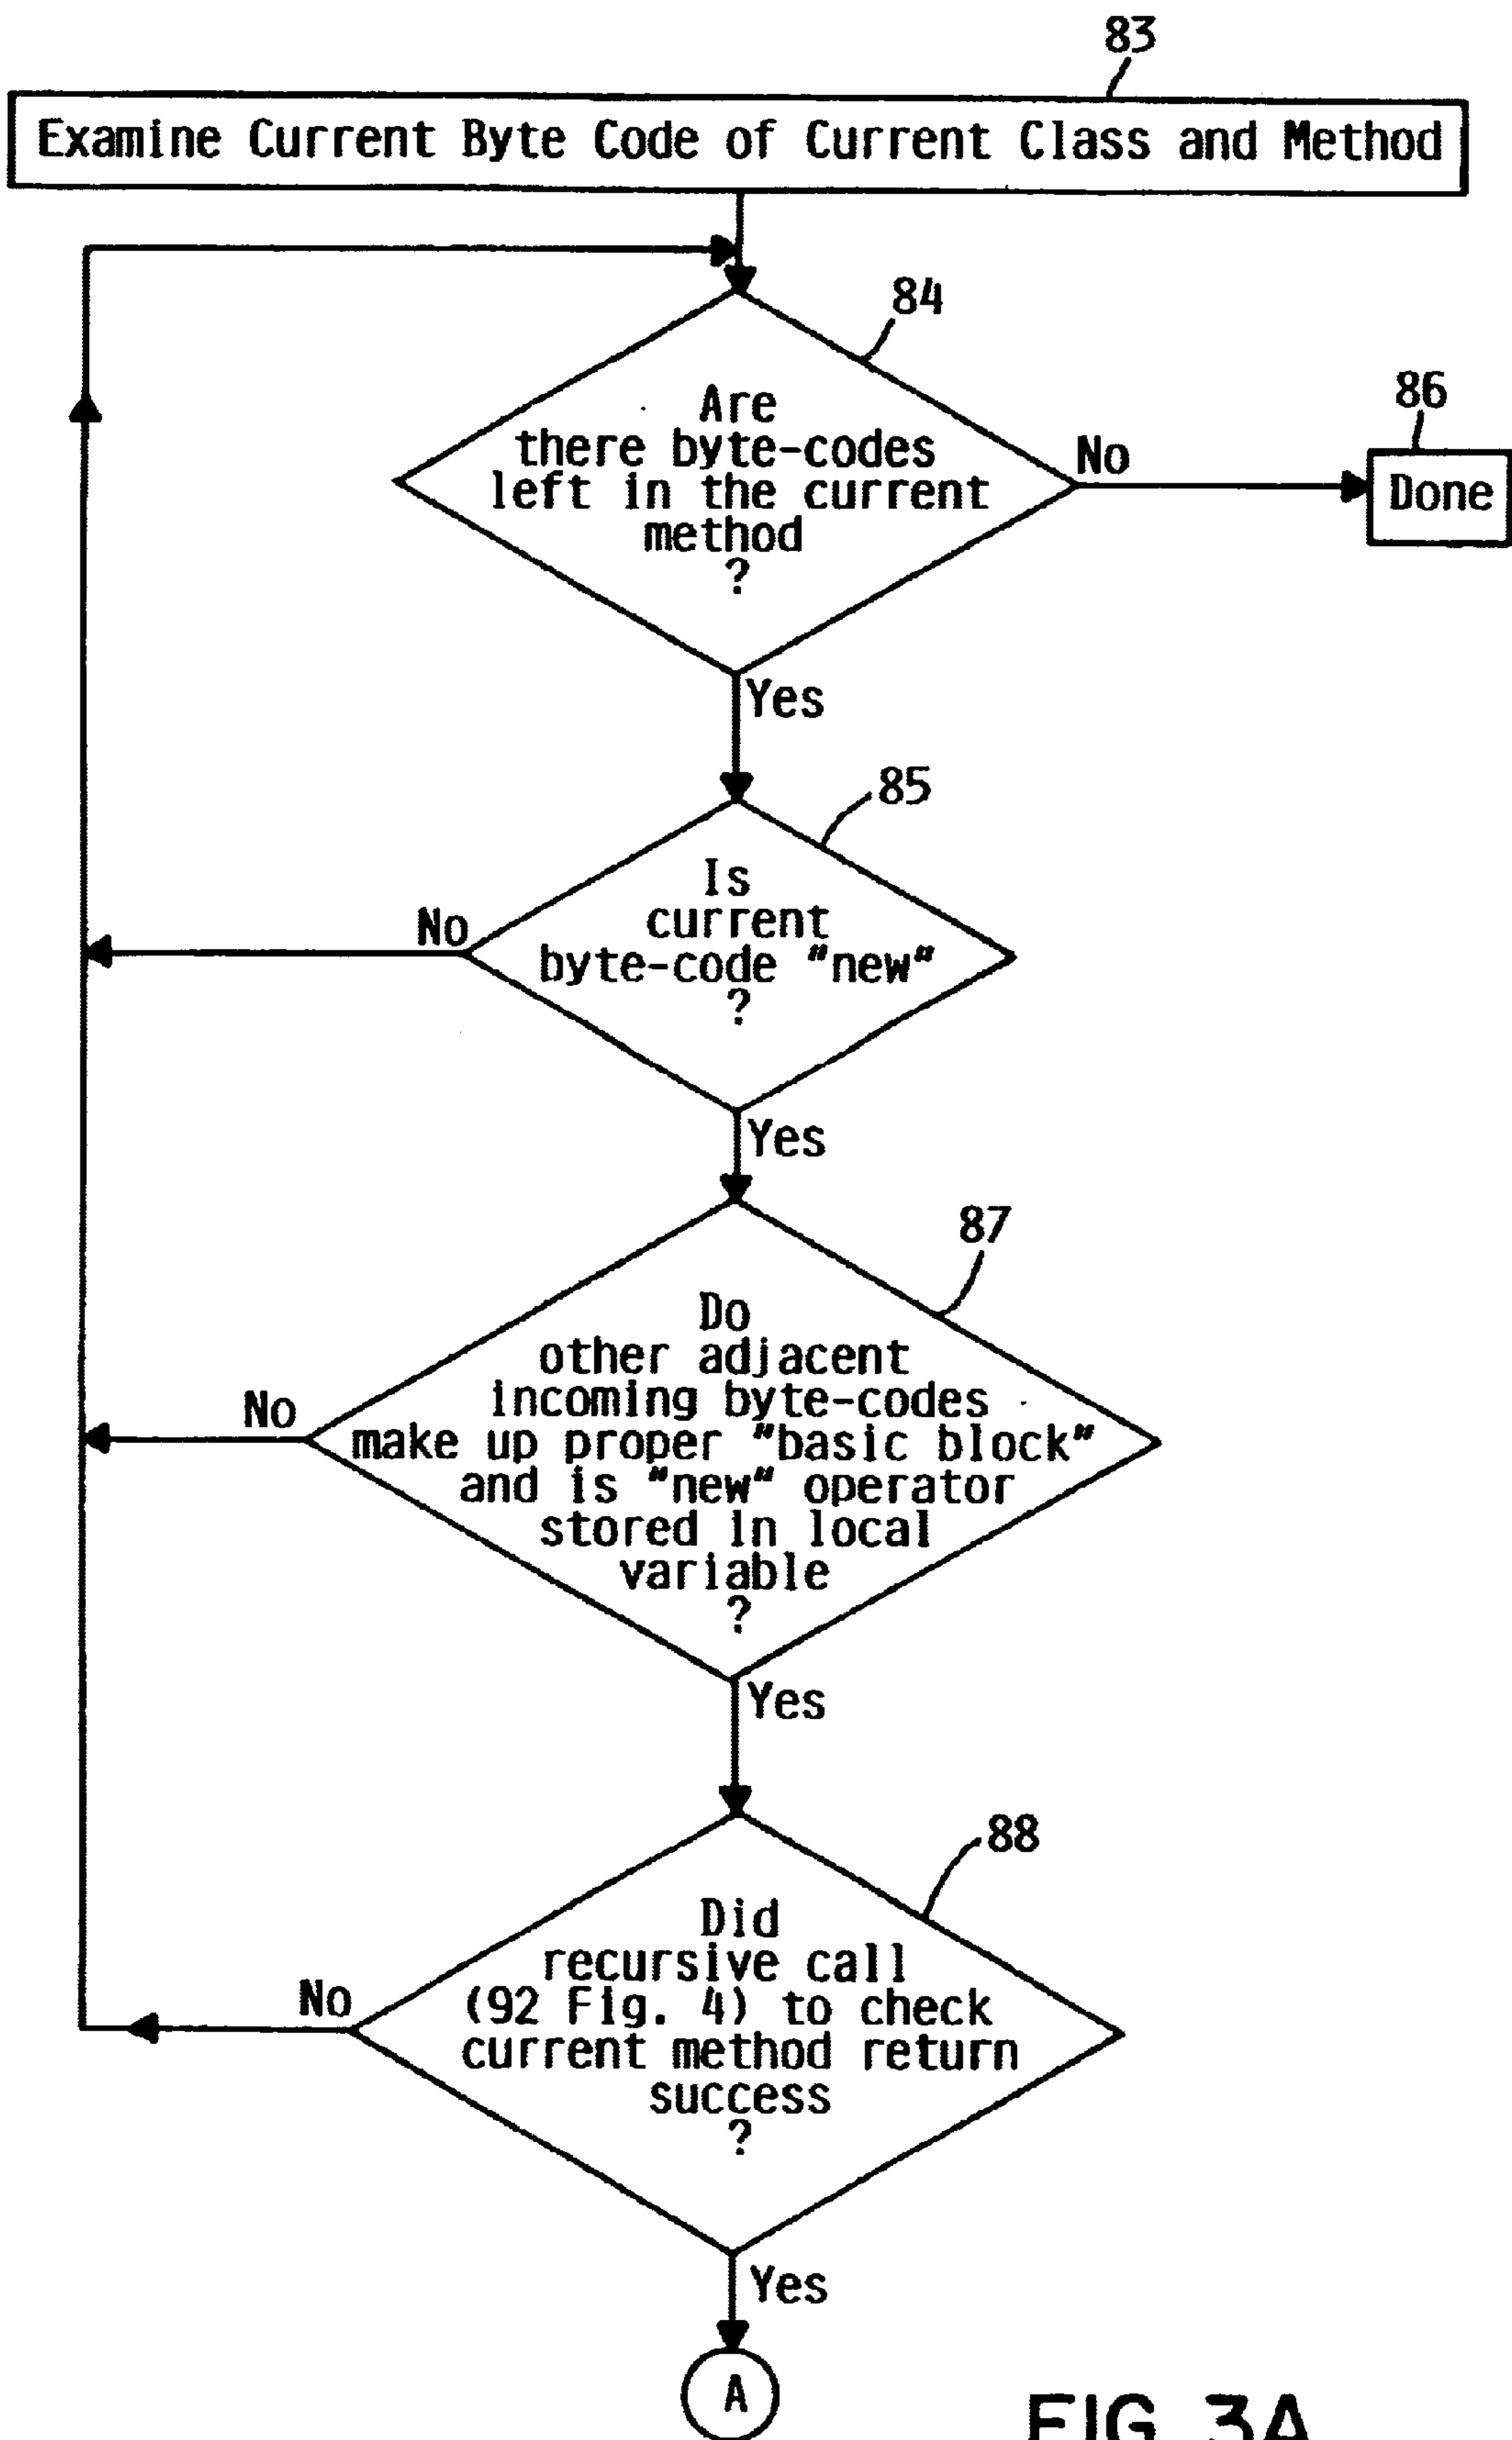 83
Examine Current Byte Code of Current Class and Method
84
Are
there byte-codes
left in the current
method
?
No
86
Done
Yes
85
Is
current
byte-code "new"
?
No
Yes
87
Do
other adjacent
incoming byte-codes
make up proper "basic block"
and is "new" operator
stored in local
variable
?
No
Yes
88
Did
recursive call
(92 Fig. 4) to check
current method return
success
?
No
Yes
A
FIG. 3A